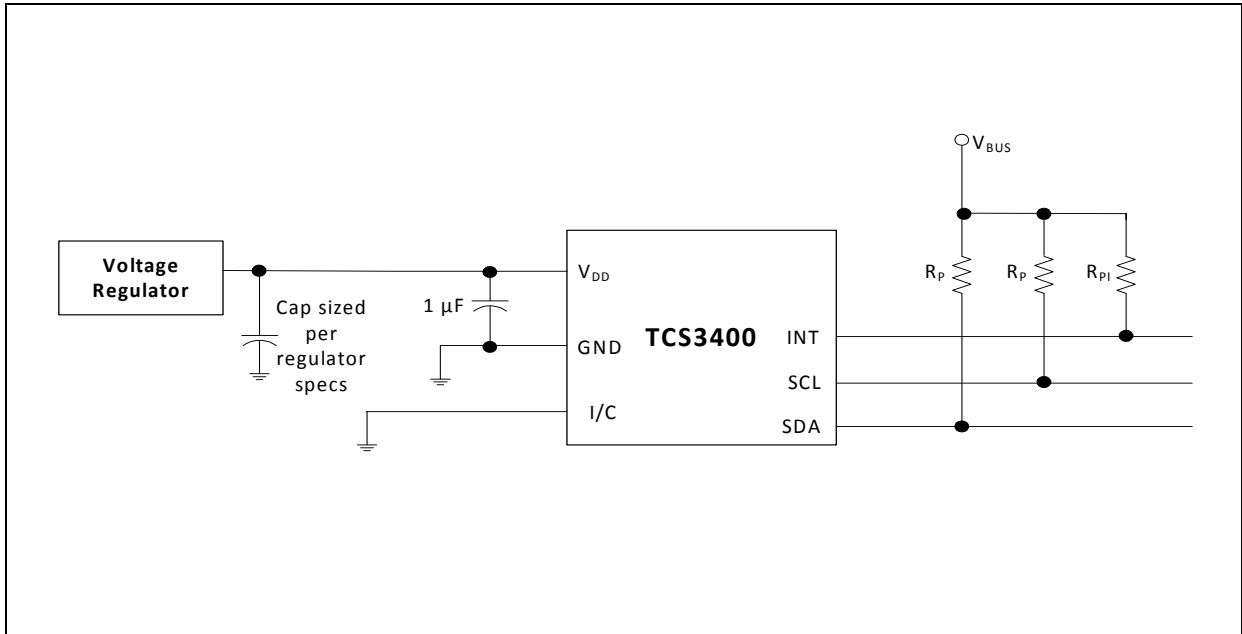 V_BUS
Voltage
Regulator
Cap sized
per
regulator
specs
1 µF
V_DD
GND
I/C
TCS3400
INT
SCL
SDA
R_P
R_P
R_PI